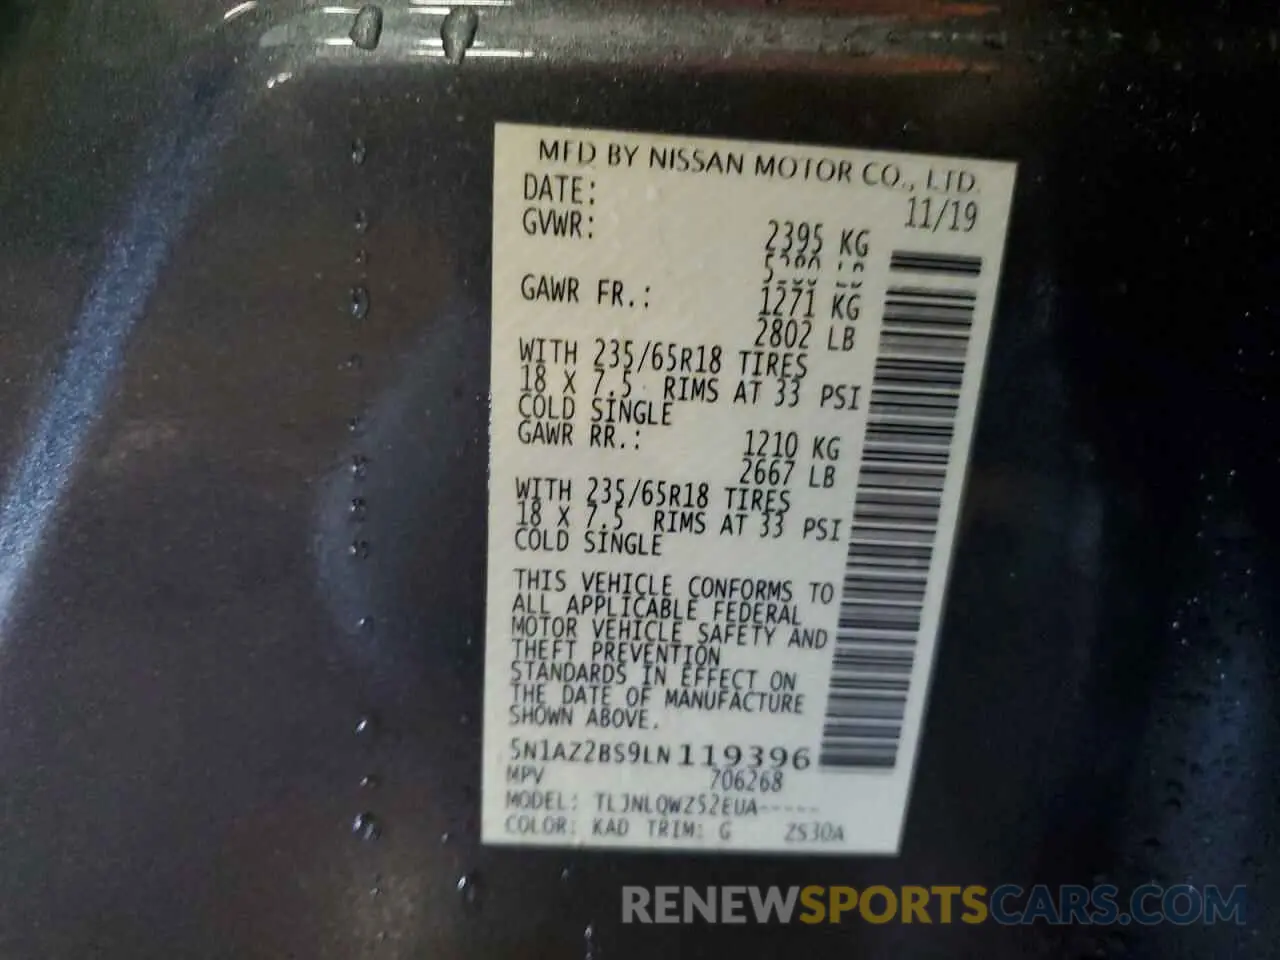 MFD BY NISSAN MOTOR CO., LTD.
DATE: 11/19
GVWR: 2395 KG
GAWR FR.: 1271 KG
2802 LB
WITH 235/65R18 TIRES
18 X 7.5 RIMS AT 33 PSI
COLD SINGLE
GAWR RR.: 1210 KG
2667 LB
WITH 235/65R18 TIRES
18 X 7.5 RIMS AT 33 PSI
COLD SINGLE
THIS VEHICLE CONFORMS TO
ALL APPLICABLE FEDERAL
MOTOR VEHICLE SAFETY AND
THEFT PREVENTION
STANDARDS IN EFFECT ON
THE DATE OF MANUFACTURE
SHOWN ABOVE.
5N1AZ2BS9LN119396
MPV 706268
MODEL: TLJNLQWZ52EUA-----
COLOR: KAD TRIM: G ZS30A
RENEWSPORTSCARS.COM